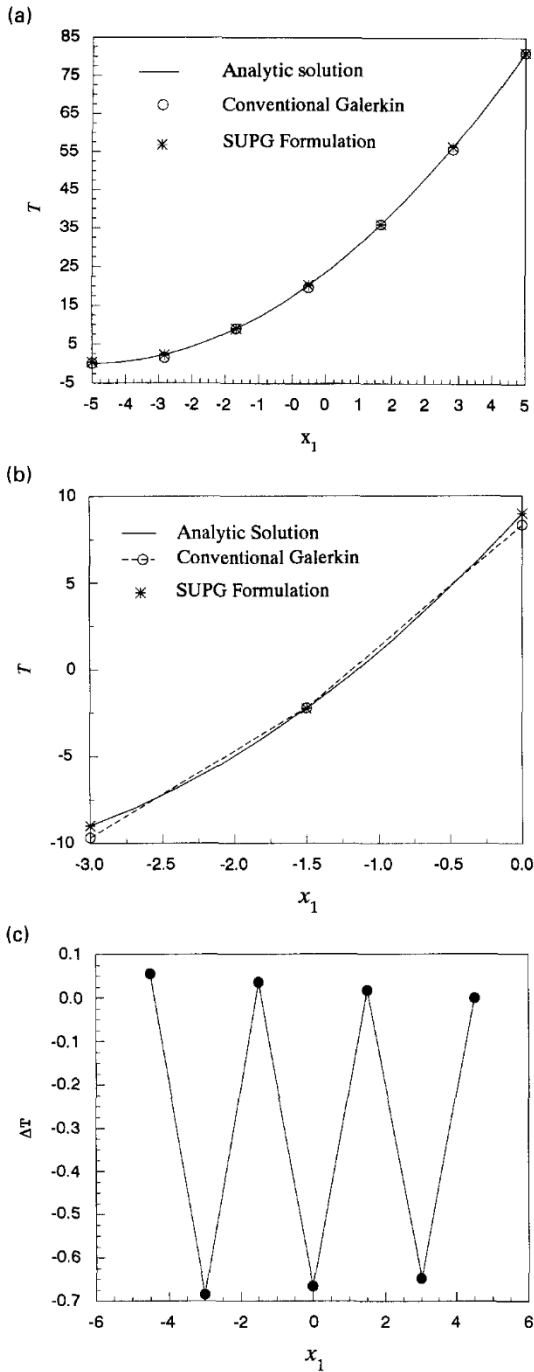 (a)
85
75
65
55
45
35
25
15
5
-5
T
Analytic solution
Conventional Galerkin
SUPG Formulation
-5 -4 -3 -2 -2 -1 -0 0 1 2 2 3 4 5
x1
(b)
10
5
0
-5
-10
T
Analytic Solution
Conventional Galerkin
SUPG Formulation
-3.0 -2.5 -2.0 -1.5 -1.0 -0.5 0.0
x1
(c)
0.1
0.0
-0.1
-0.2
-0.3
-0.4
-0.5
-0.6
-0.7
ΔT
-6 -4 -2 0 2 4 6
x1